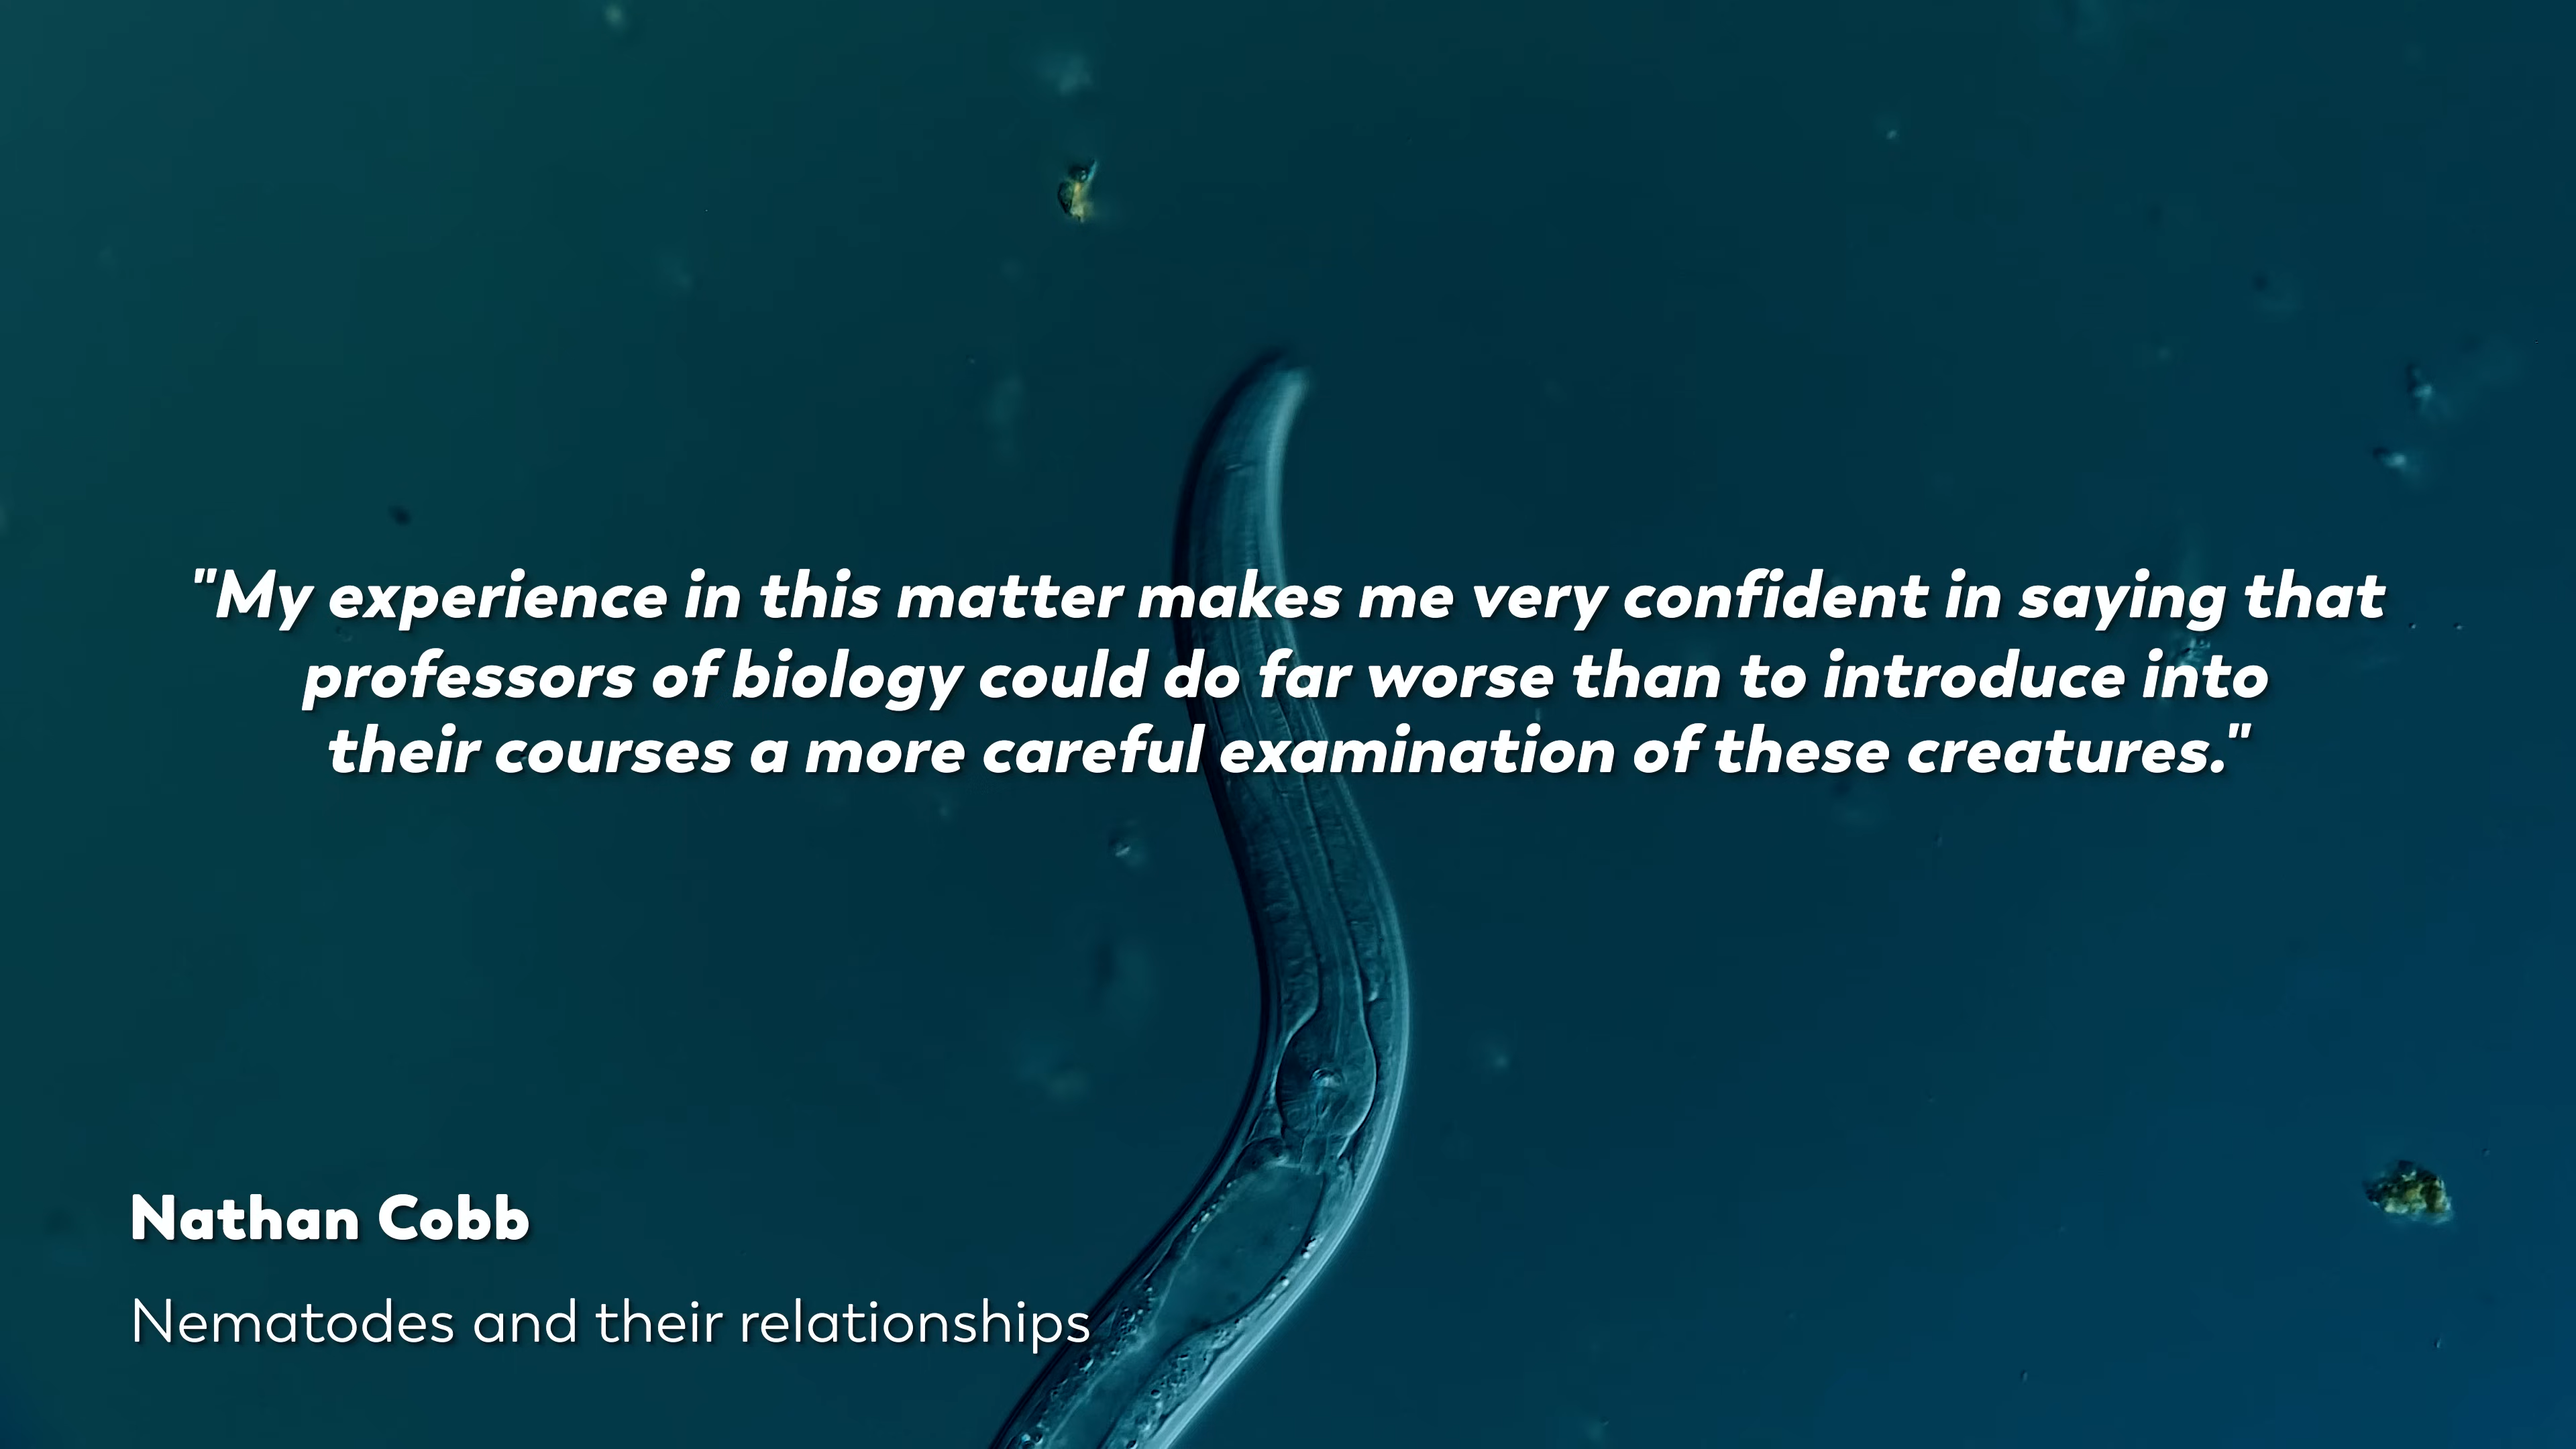 "My experience in this matter makes me very confident in saying that
professors of biology could do far worse than to introduce into
their courses a more careful examination of these creatures."
Nathan Cobb
Nematodes and their relationships